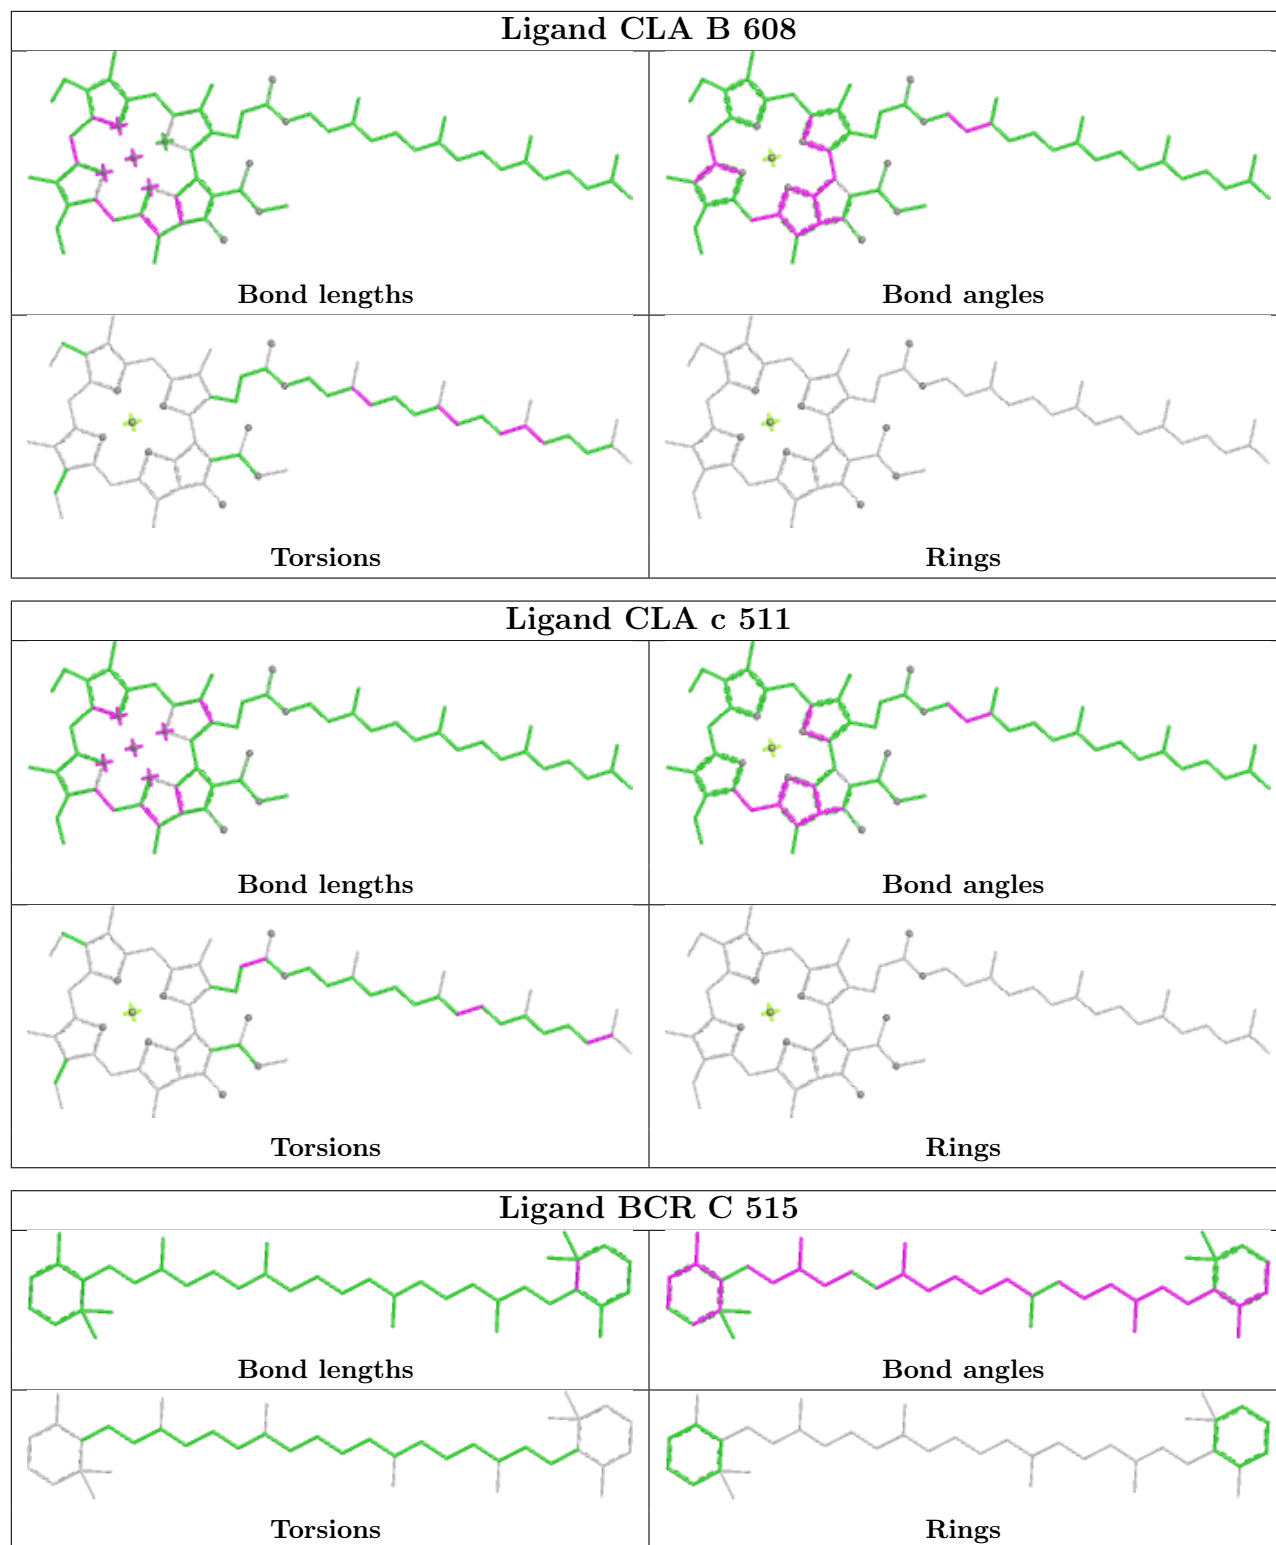 Ligand CLA B 608
Bond lengths
Bond angles
Torsions
Rings
Ligand CLA c 511
Bond lengths
Bond angles
Torsions
Rings
Ligand BCR C 515
Bond lengths
Bond angles
Torsions
Rings